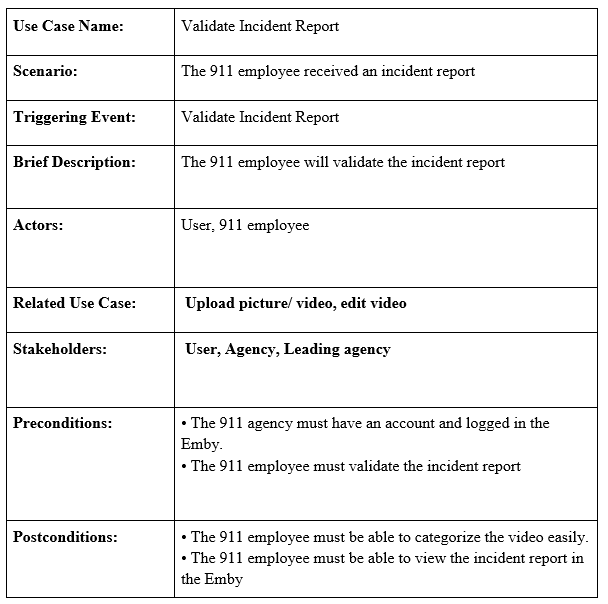 Use Case Name: Validate Incident Report
Scenario: The 911 employee received an incident report
Triggering Event: Validate Incident Report
Brief Description: The 911 employee will validate the incident report
Actors: User, 911 employee
Related Use Case: Upload picture/ video, edit video
Stakeholders: User, Agency, Leading agency
Preconditions: • The 911 agency must have an account and logged in the
Emby.
• The 911 employee must validate the incident report
Postconditions: • The 911 employee must be able to categorize the video easily.
• The 911 employee must be able to view the incident report in
the Emby